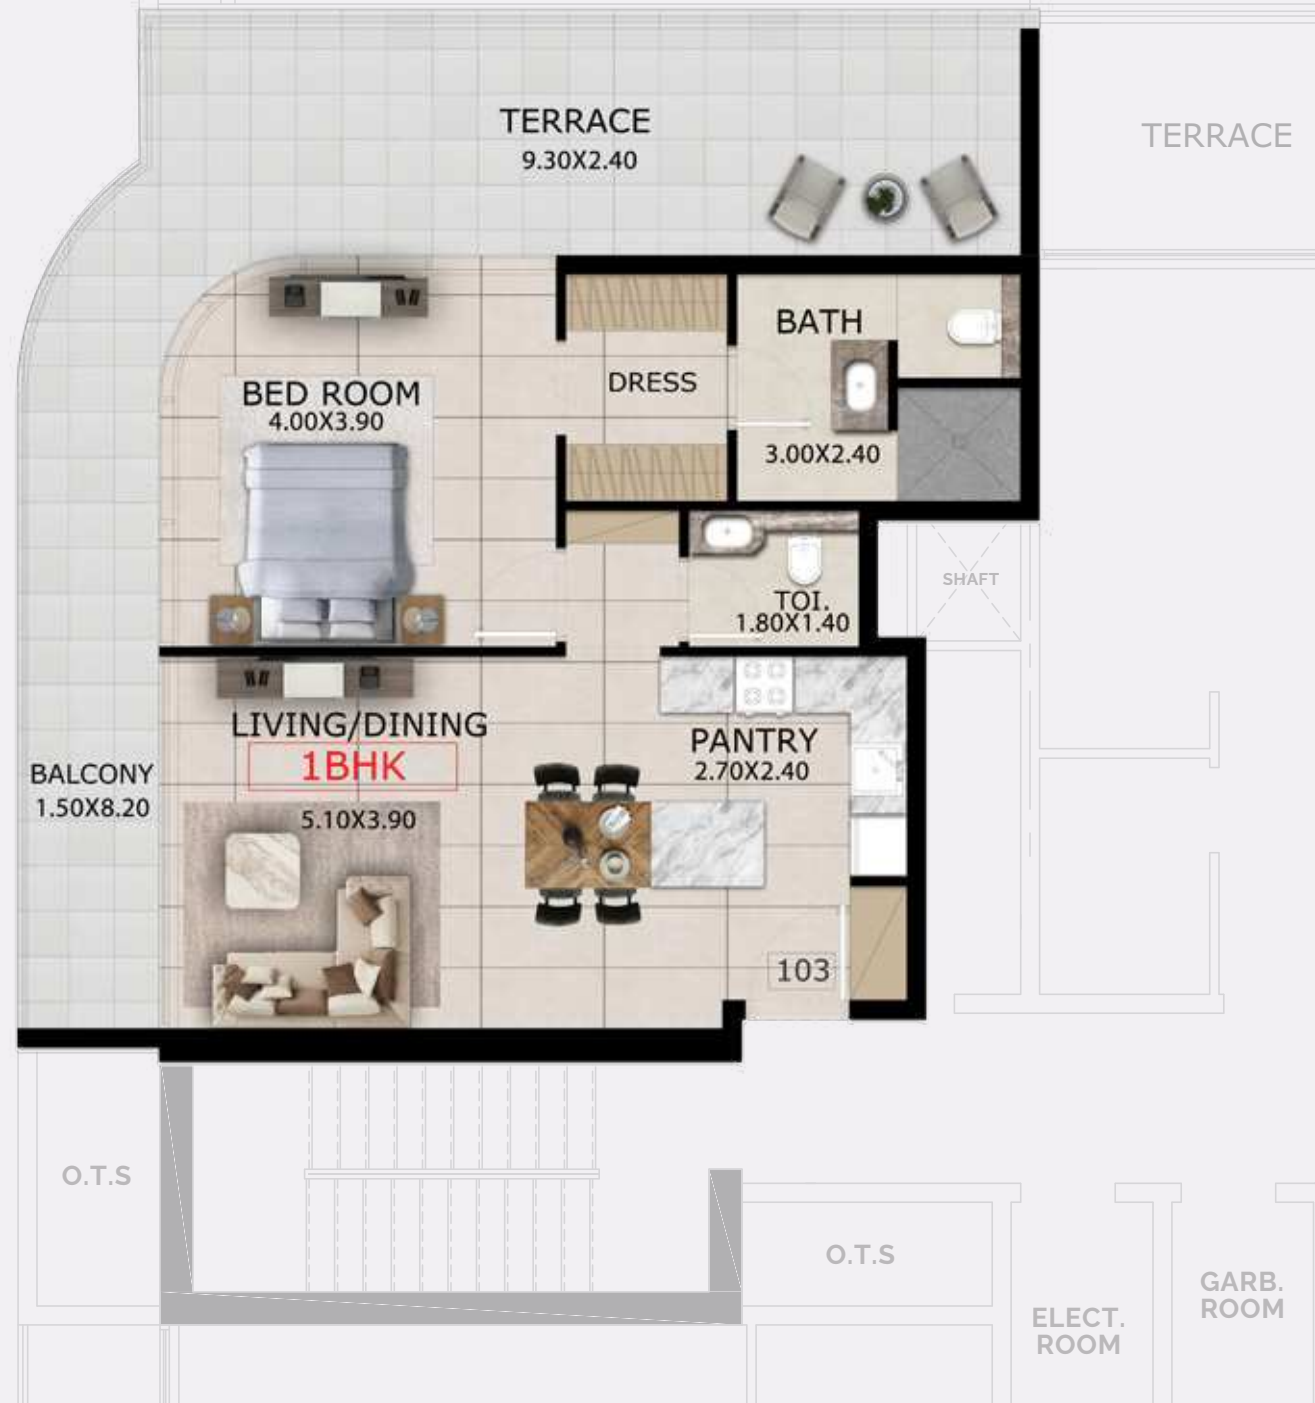 TERRACE
9.30X2.40
TERRACE
BATH
BED ROOM
4.00X3.90
DRESS
3.00X2.40
SHAFT
TOI.
1.80X1.40
LIVING/DINING
1BHK
5.10X3.90
PANTRY
2.70X2.40
BALCONY
1.50X8.20
103
O.T.S
O.T.S
GARB.
ROOM
ELECT.
ROOM